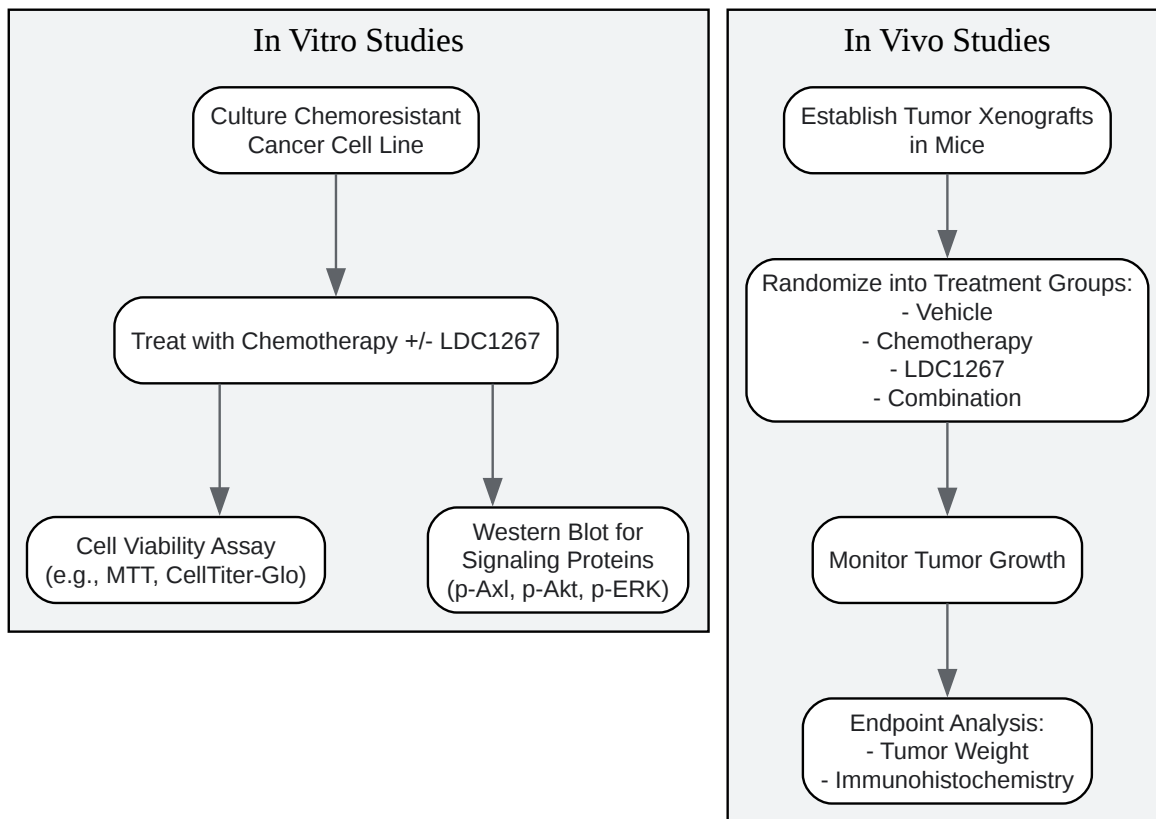 In Vitro Studies
Culture Chemoresistant
Cancer Cell Line
Treat with Chemotherapy +/- LDC1267
Cell Viability Assay
(e.g., MTT, CellTiter-Glo)
Western Blot for
Signaling Proteins
(p-Axl, p-Akt, p-ERK)
In Vivo Studies
Establish Tumor Xenografts
in Mice
Randomize into Treatment Groups:
- Vehicle
- Chemotherapy
- LDC1267
- Combination
Monitor Tumor Growth
Endpoint Analysis:
- Tumor Weight
- Immunohistochemistry